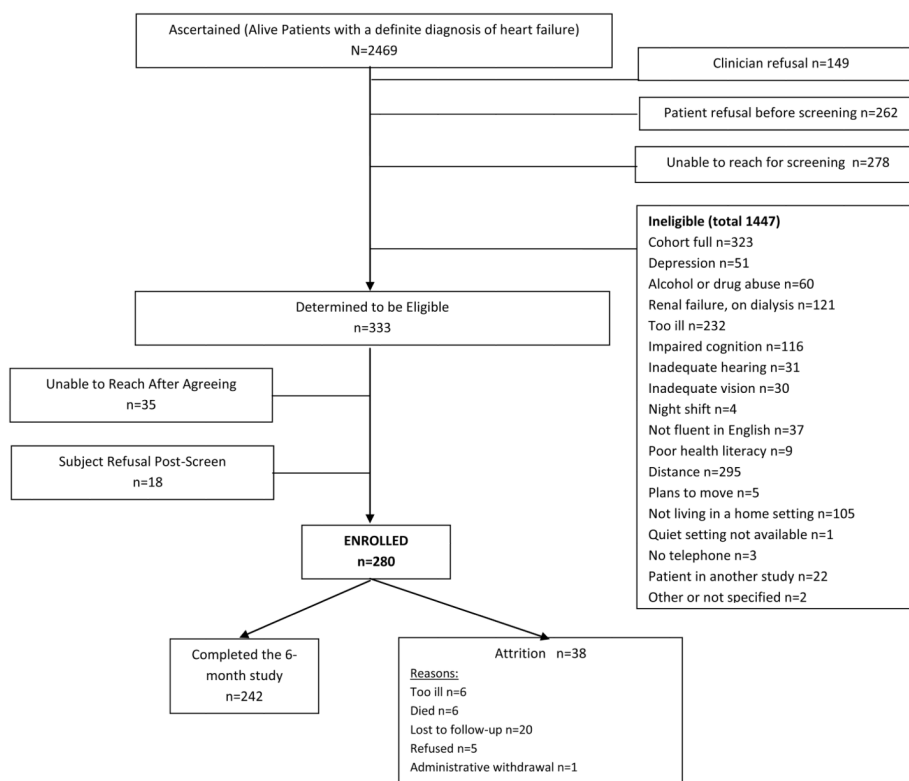 Ascertained (Alive Patients with a definite diagnosis of heart failure)
N=2469
Clinician refusal n=149
Patient refusal before screening n=262
Unable to reach for screening n=278
Ineligible (total 1447)
Cohort full n=323
Depression n=51
Alcohol or drug abuse n=60
Renal failure, on dialysis n=121
Too ill n=232
Impaired cognition n=116
Inadequate hearing n=31
Inadequate vision n=30
Night shift n=4
Not fluent in English n=37
Poor health literacy n=9
Distance n=295
Plans to move n=5
Not living in a home setting n=105
Quiet setting not available n=1
No telephone n=3
Patient in another study n=22
Other or not specified n=2
Determined to be Eligible
n=333
Unable to Reach After Agreeing
n=35
Subject Refusal Post-Screen
n=18
ENROLLED
n=280
Completed the 6-
month study
n=242
Attrition n=38
Reasons:
Too ill n=6
Died n=6
Lost to follow-up n=20
Refused n=5
Administrative withdrawal n=1